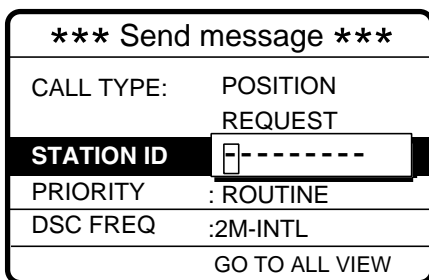 *** Send message ***
CALL TYPE: POSITION
REQUEST
STATION ID ---------
PRIORITY : ROUTINE
DSC FREQ :2M-INTL
GO TO ALL VIEW